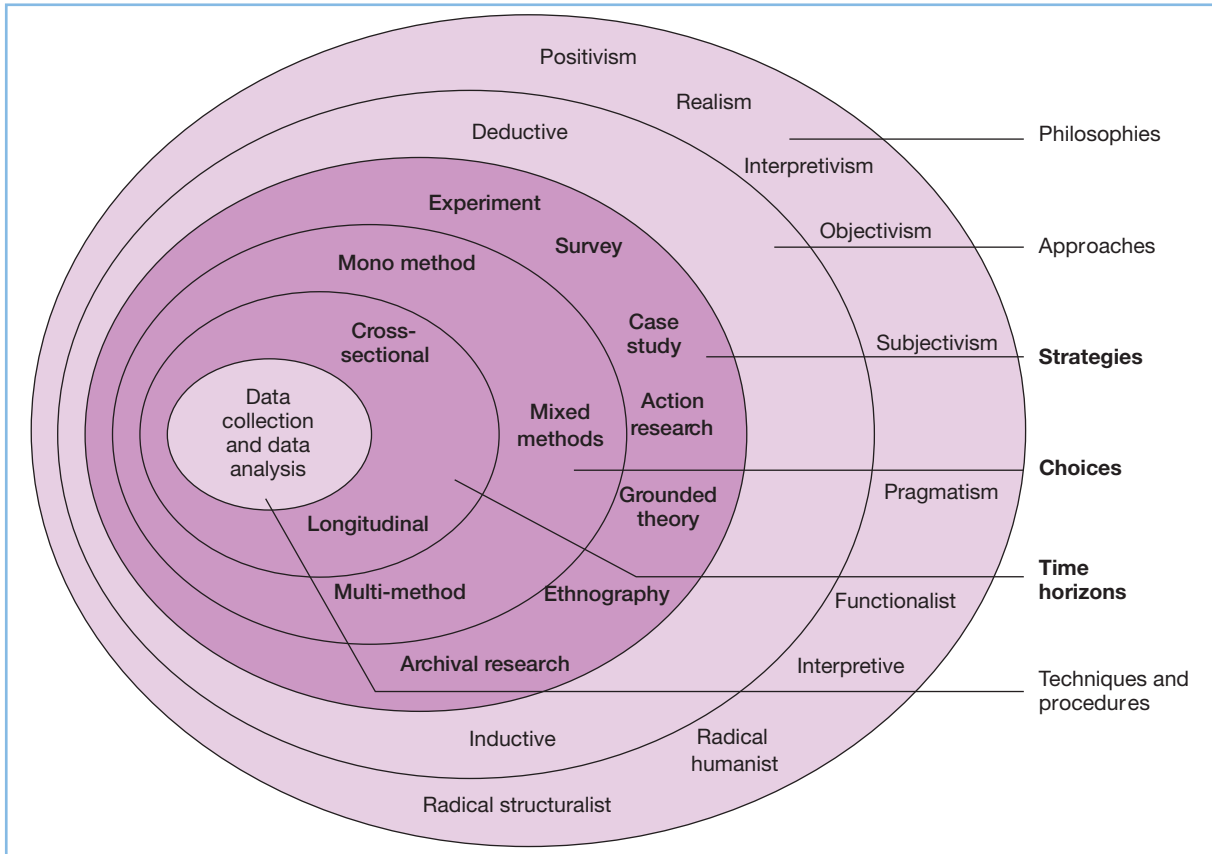 Positivism
Realism
Philosophies
Deductive
Interpretivism
Experiment
Objectivism
Survey
Approaches
Mono method
Cross-
sectional
Case
study
Subjectivism
Strategies
Data
collection
and data
analysis
Mixed
methods
Action
research
Choices
Longitudinal
Grounded
theory
Pragmatism
Multi-method
Ethnography
Functionalist
Time
horizons
Archival research
Interpretive
Techniques and
procedures
Inductive
Radical
humanist
Radical structuralist